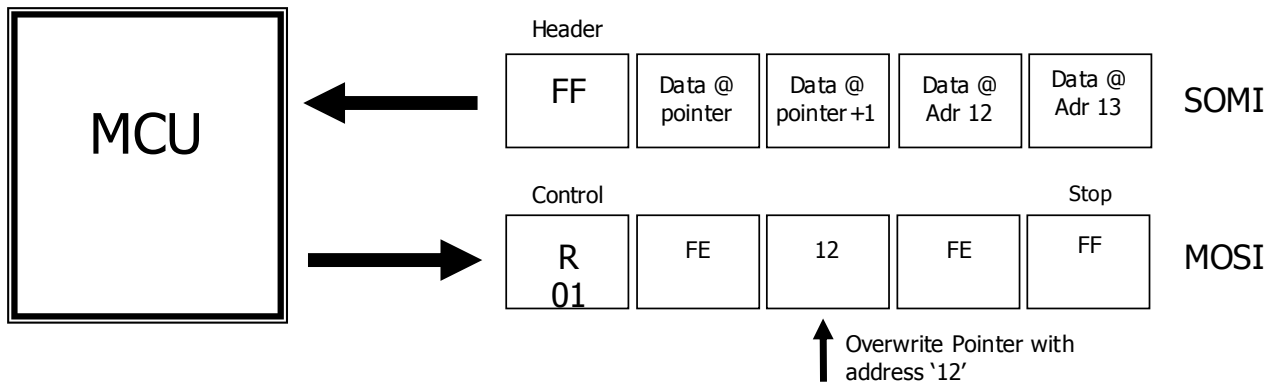 Header
MCU
FF
Data @
pointer
Data @
pointer+1
Data @
Adr 12
Data @
Adr 13
SOMI
Control
Stop
R
01
FE
12
FE
FF
MOSI
Overwrite Pointer with
address ‘12’